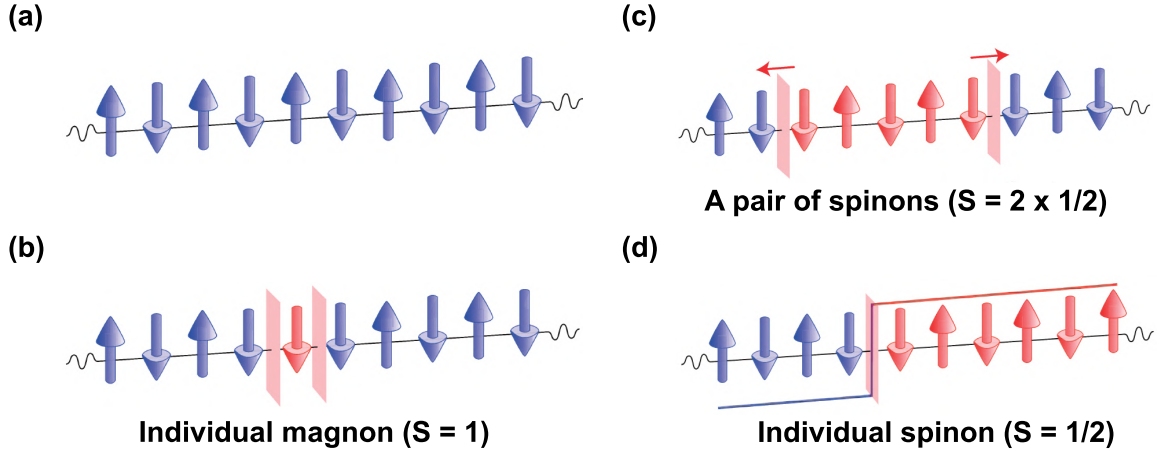 (a)
(c)
A pair of spinons (S = 2 x 1/2)
(b)
(d)
Individual magnon (S = 1)
Individual spinon (S = 1/2)